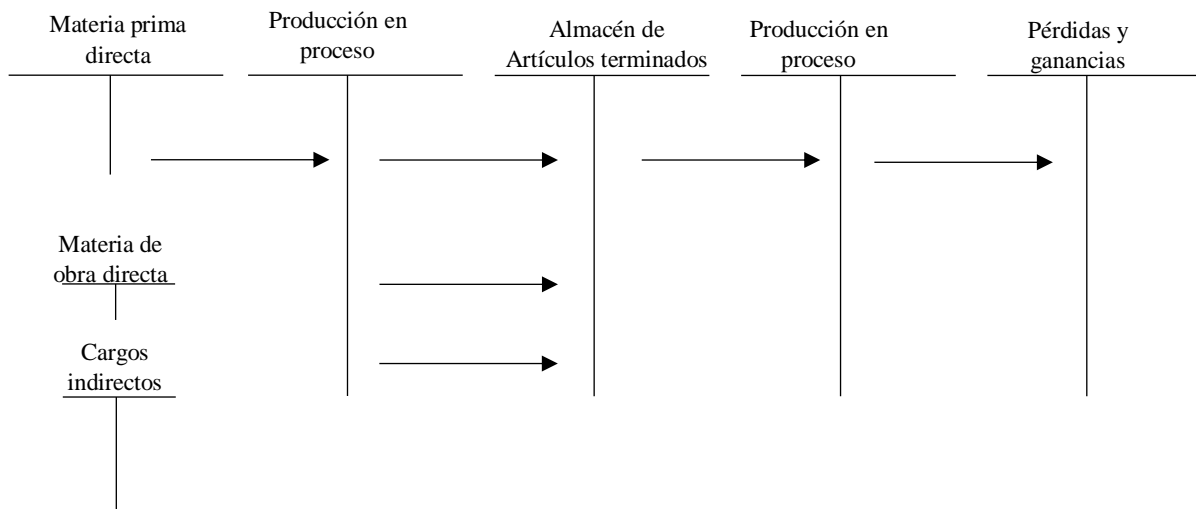 Materia prima
directa
Producción en
proceso
Almacén de
Artículos terminados
Producción en
proceso
Pérdidas y
ganancias
Materia de
obra directa
Cargos
indirectos